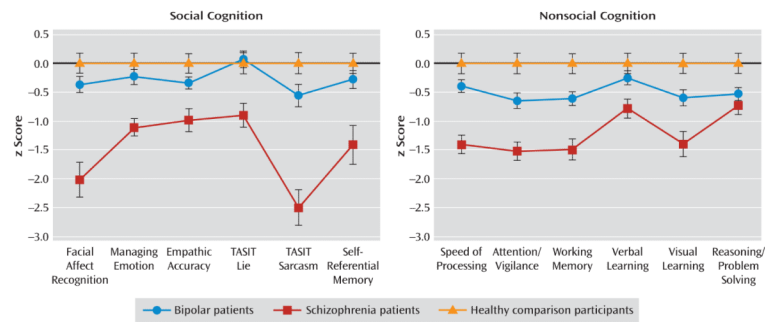 Social Cognition
Nonsocial Cognition
0.5
0.0
−0.5
−1.0
−1.5
−2.0
−2.5
−3.0
z Score
Facial
Affect
Recognition
Managing
Emotion
Empathic
Accuracy
TASIT
Lie
TASIT
Sarcasm
Self-
Referential
Memory
0.5
0.0
−0.5
−1.0
−1.5
−2.0
−2.5
−3.0
z Score
Speed of
Processing
Attention/
Vigilance
Working
Memory
Verbal
Learning
Visual
Learning
Reasoning/
Problem
Solving
Bipolar patients
Schizophrenia patients
Healthy comparison participants